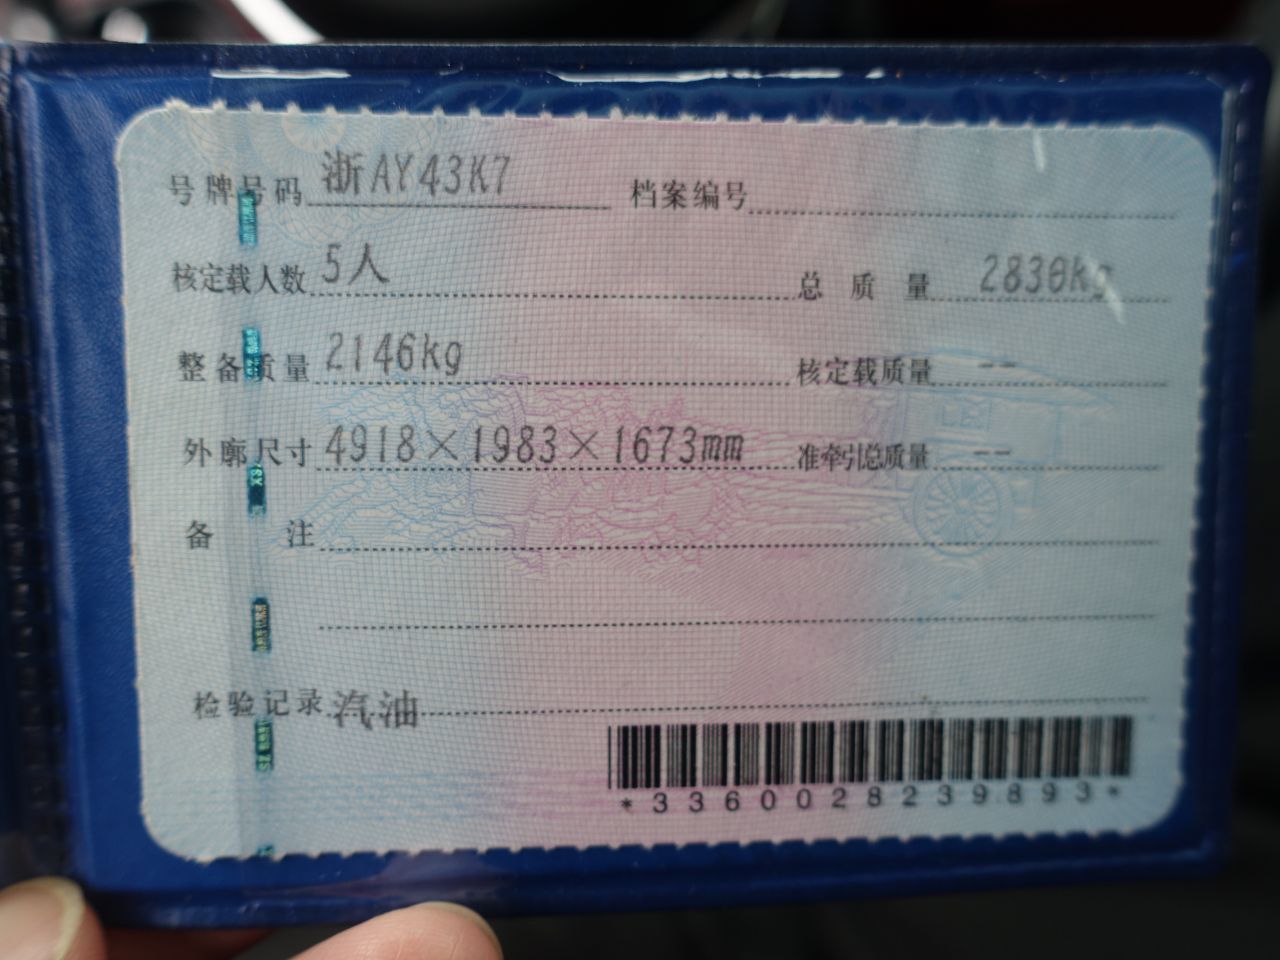 号牌号码 浙AY43K7 档案编号
核定载人数 5人 总质量 2830kg
整备质量 2146kg 核定载质量 --
外廓尺寸 4918×1983×1673mm 准牵引总质量 --
备注
检验记录 汽油
*3360028239893*